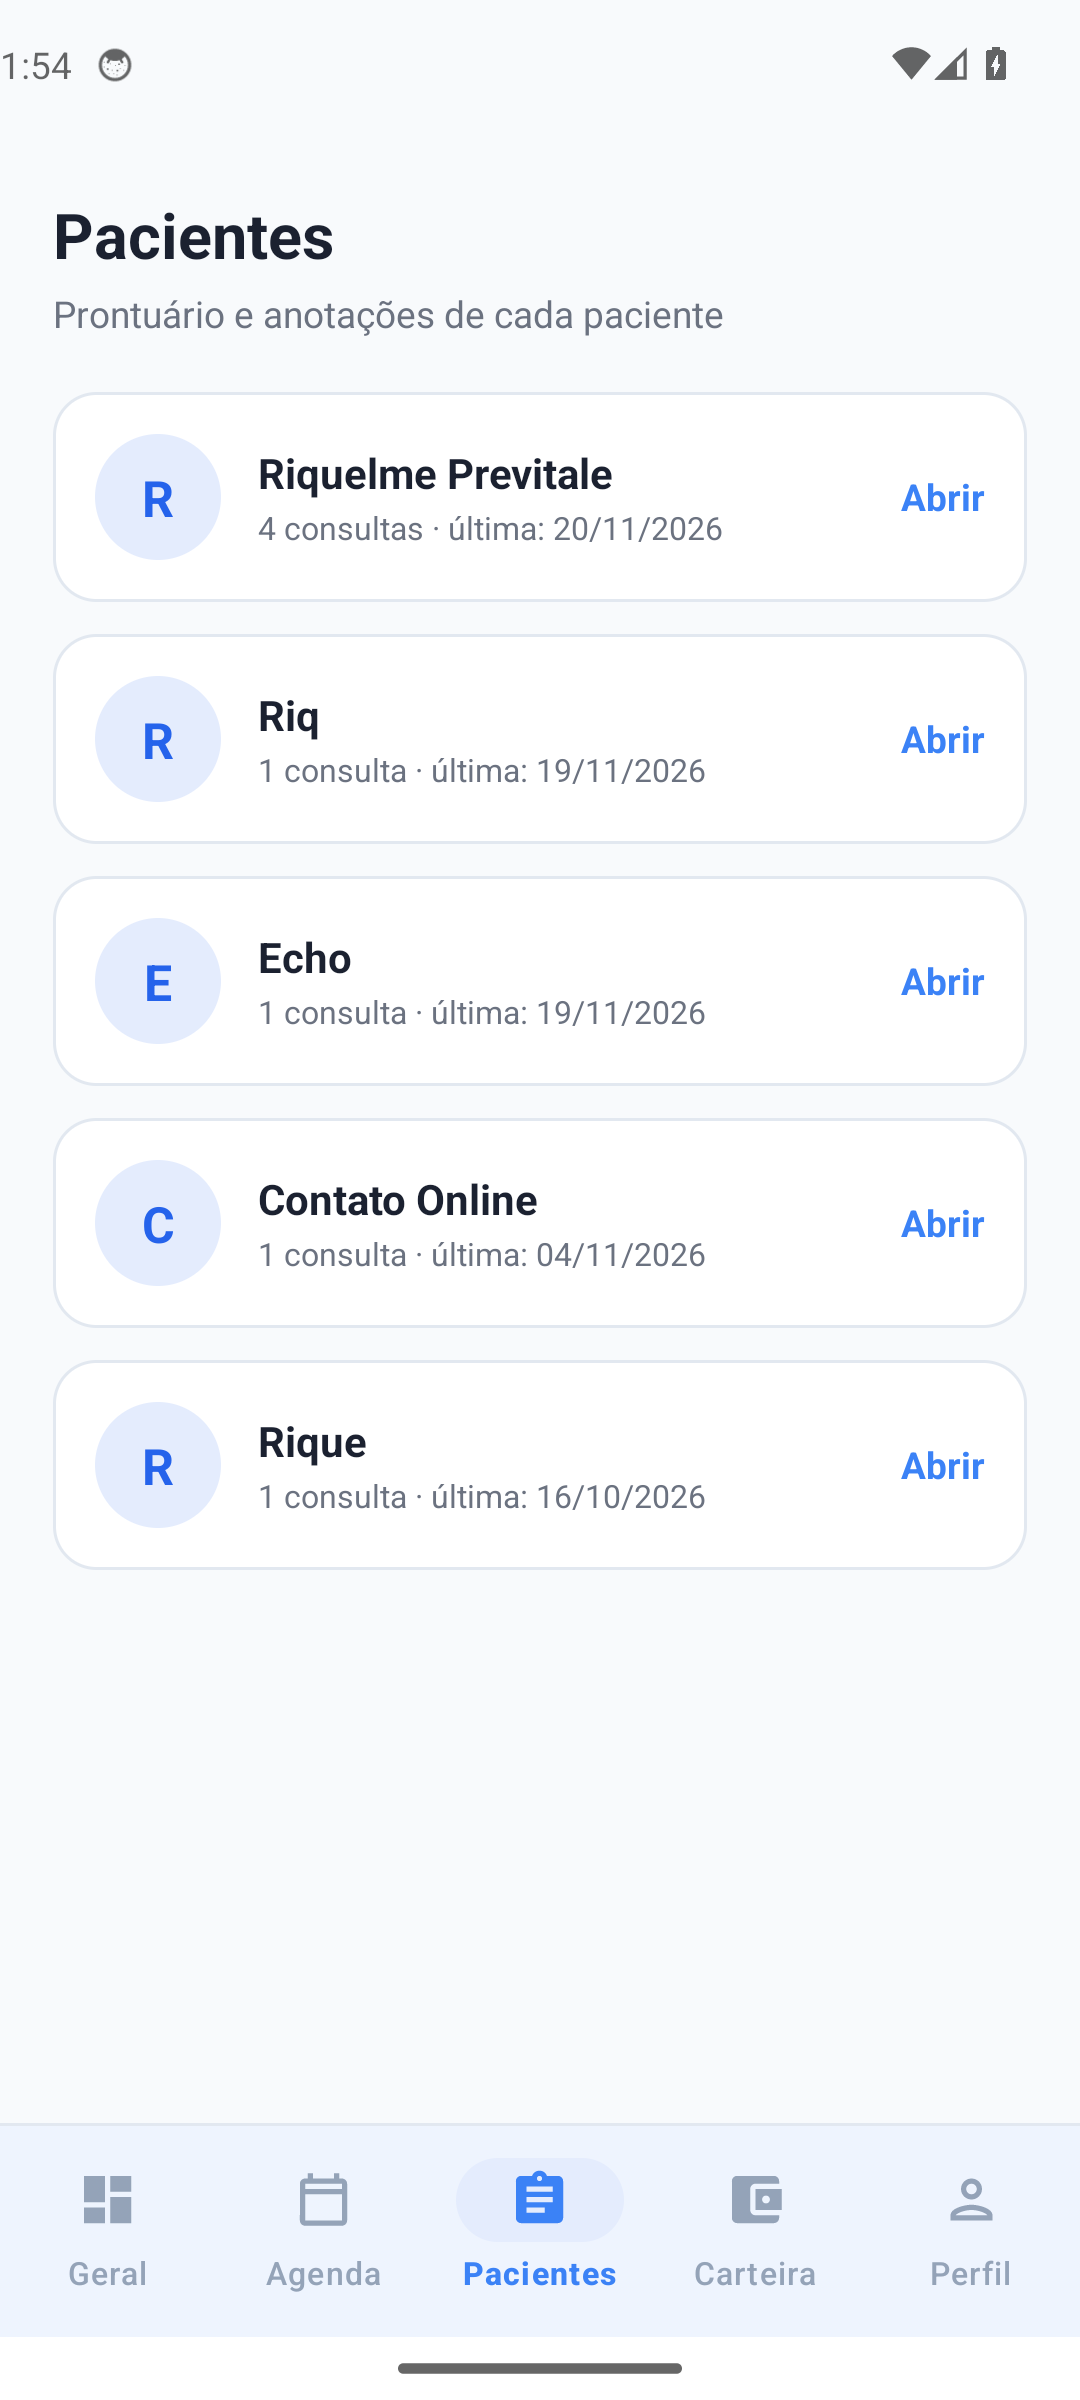 1:54
Pacientes
Prontuário e anotações de cada paciente
R
Riquelme Previtale
4 consultas · última: 20/11/2026
Abrir
R
Riq
1 consulta · última: 19/11/2026
Abrir
E
Echo
1 consulta · última: 19/11/2026
Abrir
C
Contato Online
1 consulta · última: 04/11/2026
Abrir
R
Rique
1 consulta · última: 16/10/2026
Abrir
Geral
Agenda
Pacientes
Carteira
Perfil